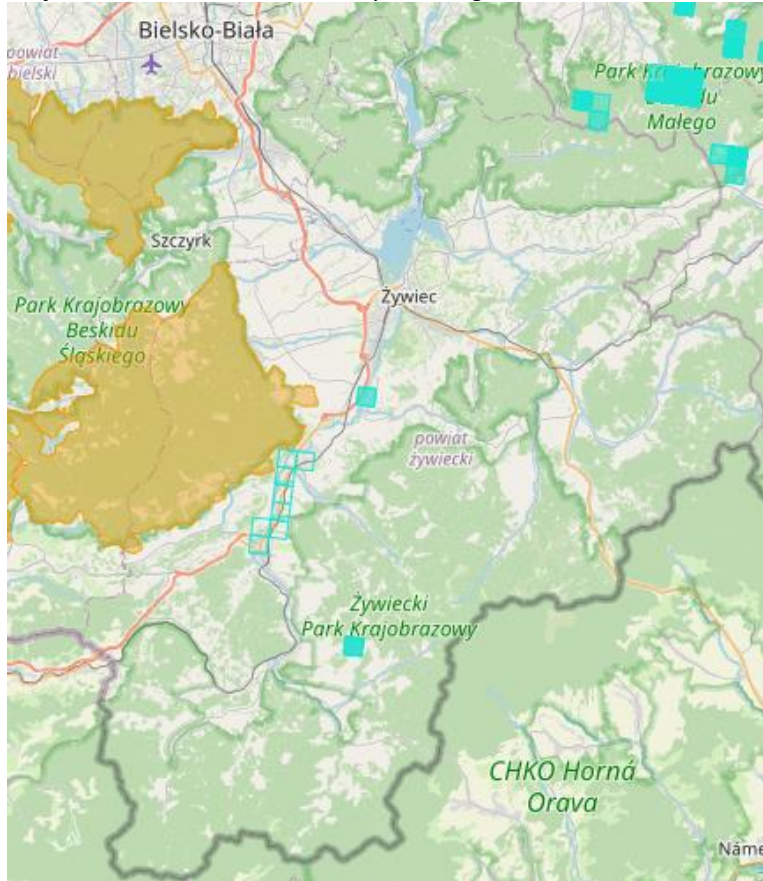 Bielsko-Biała
powiat
bielski
Park Krajobrazowy
Małego
Szczyrk
Żywiec
Park Krajobrazowy
Beskidu
Śląskiego
powiat
żywiecki
Żywiecki
Park Krajobrazowy
CHKO Horná
Orava
Náme